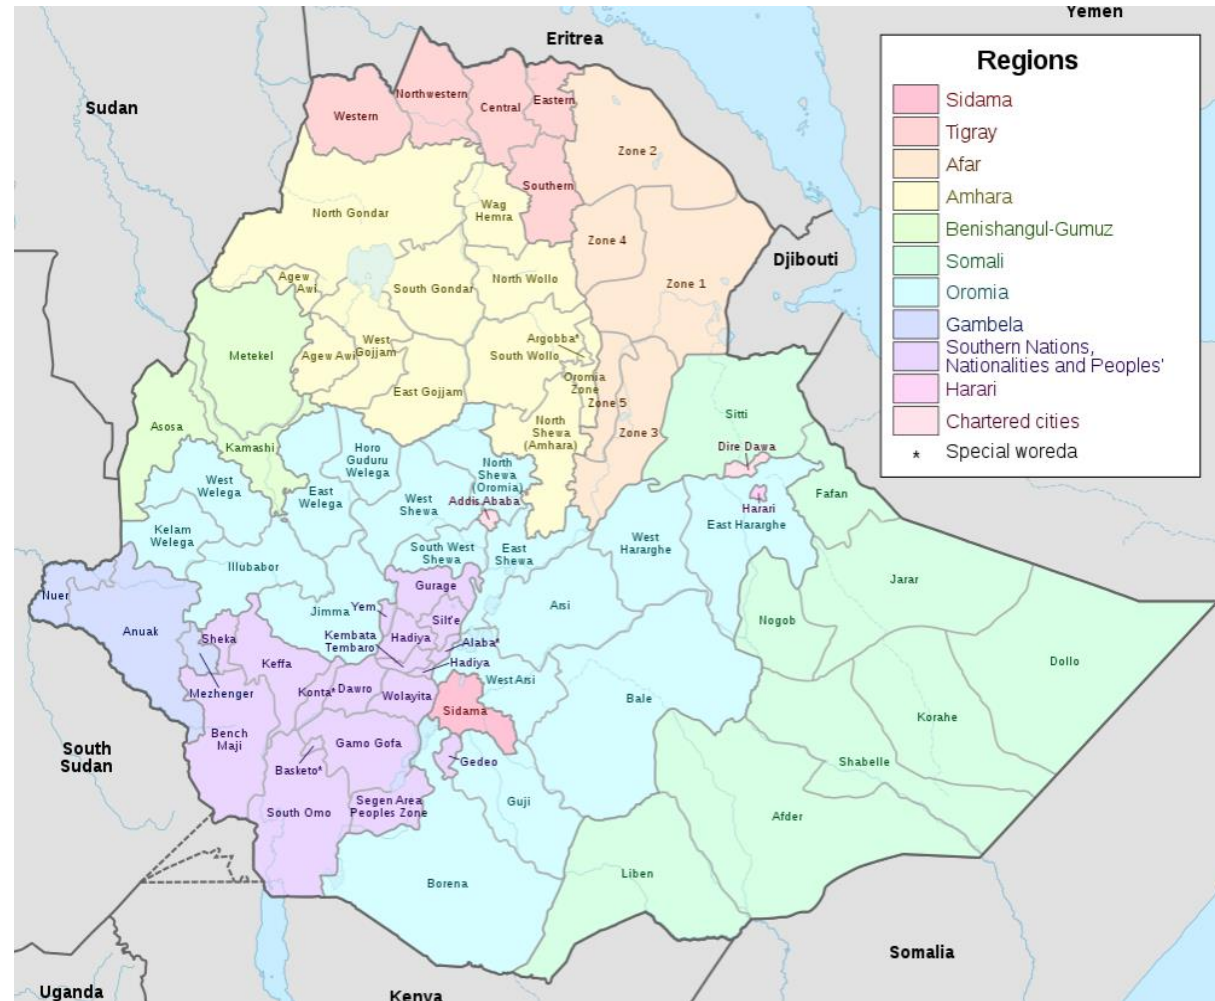 Yemen
Eritrea
Sudan
Regions
Sidama
Tigray
Afar
Amhara
Benishangul-Gumuz
Somali
Oromia
Gambela
Southern Nations,
Nationalities and Peoples'
Harari
Chartered cities
* Special woreda
Northwestern
Western
Central
Eastern
Zone 2
Southern
North Gondar
Wag
Hemra
Zone 4
Djibouti
Agew
Awi
South Gondar
North Wollo
Zone 1
Metekel
Agew Awi
West
Gojjam
Argobba*
South Wollo
East Gojjam
Oromia
Zone
Zone 5
Zone 3
Sitti
Asosa
Kamashi
North
Shewa
(Amhara)
Dire Dawa
Horo
Guduru
Welega
North
Shewa
(Oromia)
West
Welega
East
Welega
West
Shewa
Addis Ababa
Harari
Fafan
East Hararghe
Kelam
Welega
South West
Shewa
East
Shewa
West
Hararghe
Illubabor
Jarar
Nuer
Gurage
Anuak
Jimma
Yem
Silt'e
Arsi
Nogob
Sheka
Kembata
Tembaro
Hadiya
Alaba*
Hadiya
Keffa
Dollo
Mezhenger
Konta*
Dawro
Wolayita
West Arsi
Bale
Sidama
Korahe
Bench
Maji
Gamo Gofa
South
Sudan
Basketo*
Gedeo
Shabelle
South Omo
Segen Area
Peoples Zone
Guji
Afder
Borena
Liben
Somalia
Uganda
Kenya